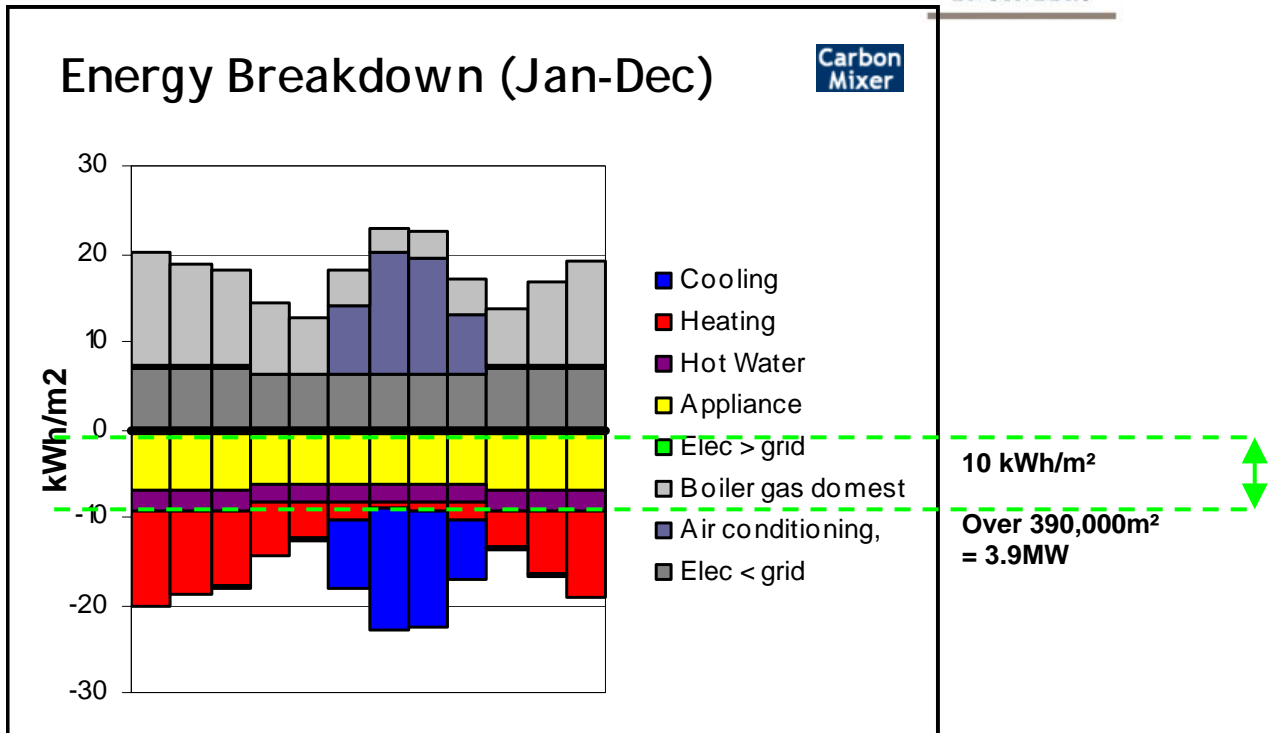 Energy Breakdown (Jan-Dec)
Carbon
Mixer
kWh/m2
30
20
10
0
-10
-20
-30
Cooling
Heating
Hot Water
Appliance
Elec > grid
Boiler gas domest
Air conditioning,
Elec < grid
10 kWh/m²
Over 390,000m²
= 3.9MW